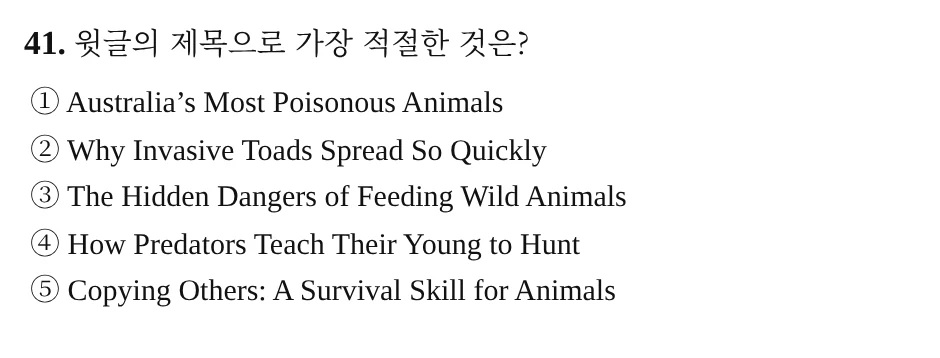 41. 윗글의 제목으로 가장 적절한 것은?
① Australia’s Most Poisonous Animals
② Why Invasive Toads Spread So Quickly
③ The Hidden Dangers of Feeding Wild Animals
④ How Predators Teach Their Young to Hunt
⑤ Copying Others: A Survival Skill for Animals